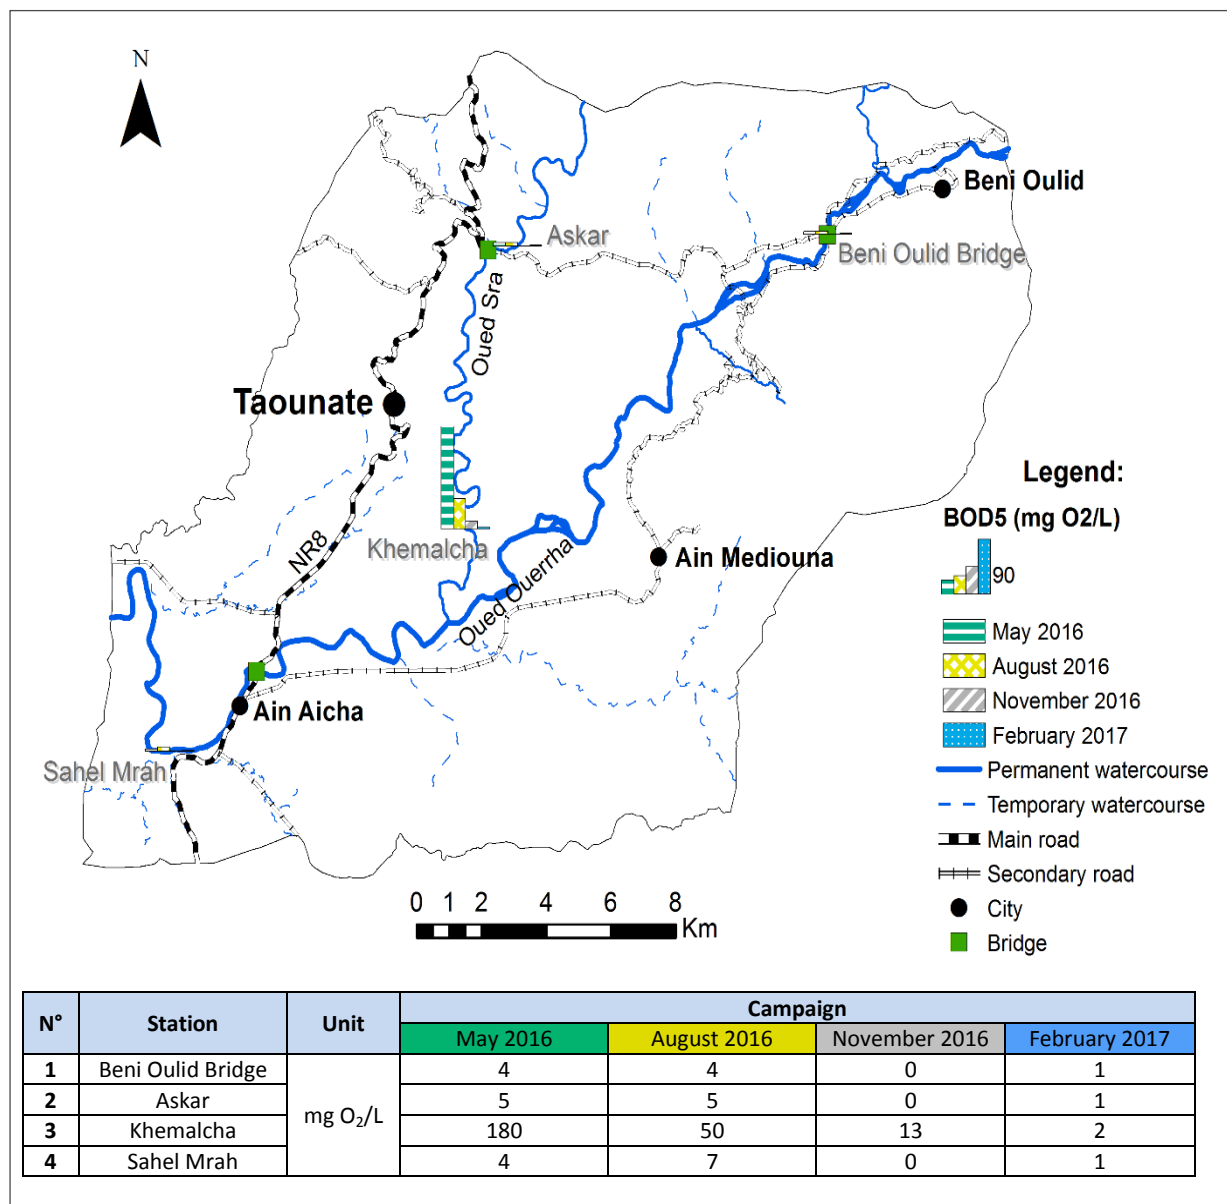 N
Beni Oulid
Askar
Beni Oulid Bridge
Oued Sra
Taounate
Khemalcha
NR8
Oued Ouerrha
Ain Mediouna
Ain Aicha
Sahel Mrah
Legend:
BOD5 (mg O2/L)
90
May 2016
August 2016
November 2016
February 2017
Permanent watercourse
Temporary watercourse
Main road
Secondary road
City
Bridge
0 1 2 4 6 8
Km
N° Station Unit Campaign
May 2016 August 2016 November 2016 February 2017
1 Beni Oulid Bridge mg O₂/L 4 4 0 1
2 Askar 5 5 0 1
3 Khemalcha 180 50 13 2
4 Sahel Mrah 4 7 0 1